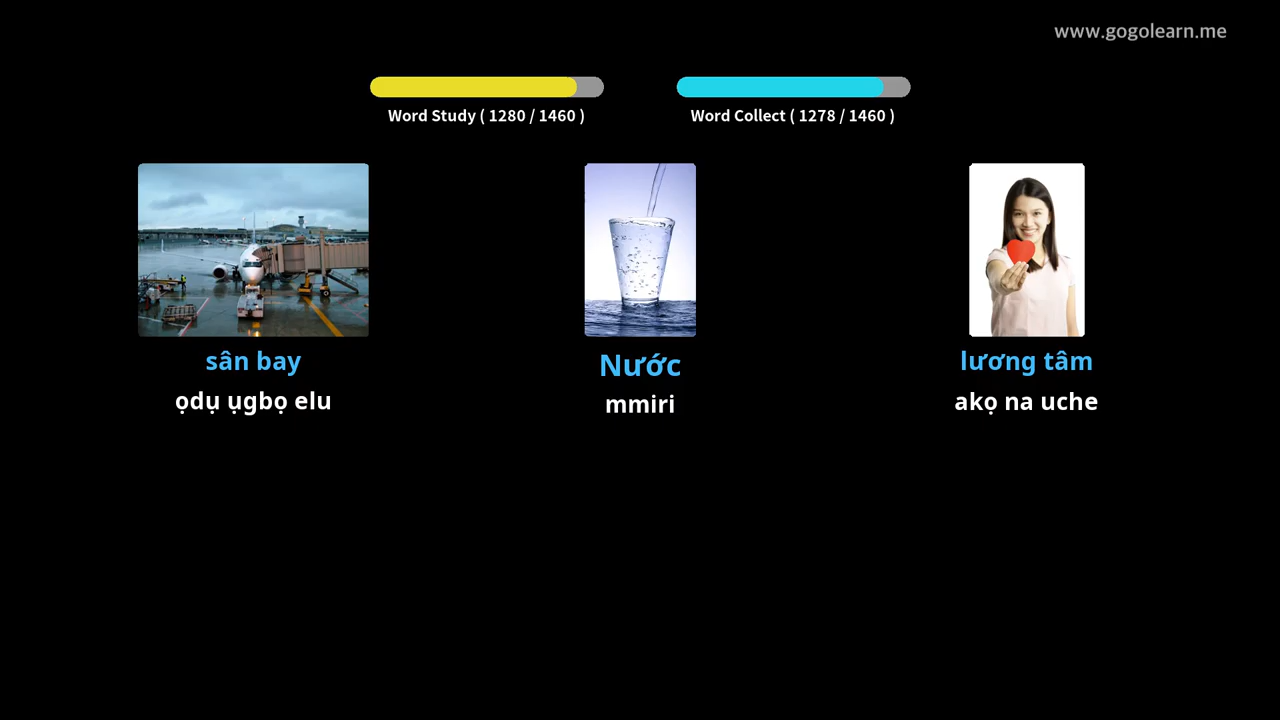 www.gogolearn.me
Word Study ( 1280 / 1460 )
Word Collect ( 1278 / 1460 )
sân bay
ọdụ ụgbọ elu
Nước
mmiri
lương tâm
akọ na uche